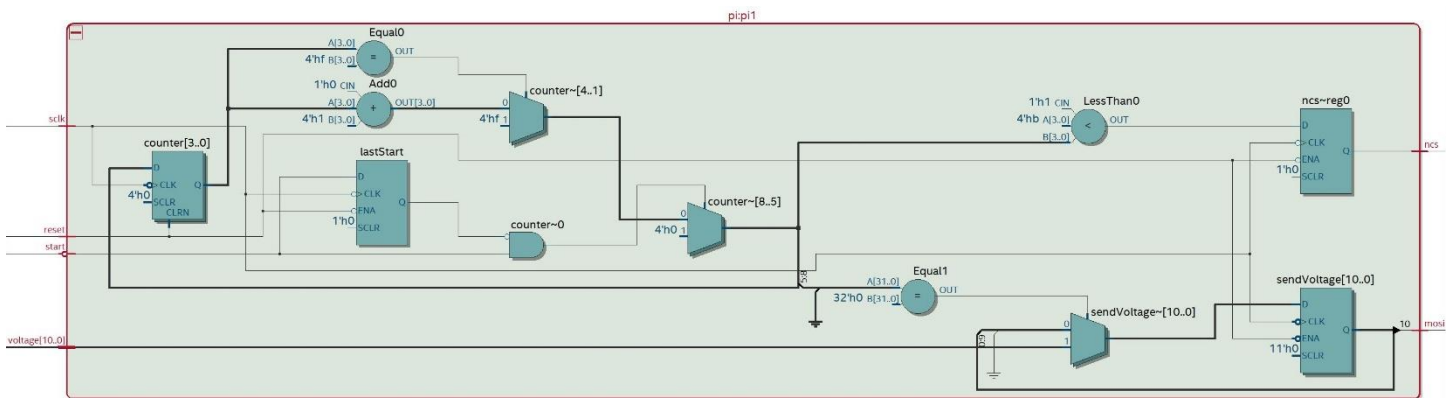 pi:pi1
Equal0
A[3..0]
4'hf B[3..0]
OUT
1'h0 CIN
Add0
A[3..0]
4'h1 B[3..0]
OUT[3..0]
counter~[4..1]
0
4'hf 1
sclk
counter[3..0]
D
CLK
4'h0
SCLR
CLRN
Q
lastStart
D
CLK
ENA
1'h0
SCLR
Q
reset
start
counter~0
counter~[8..5]
0
4'h0 1
1'h1 CIN
LessThan0
4'hb A[3..0]
B[3..0]
OUT
ncs~reg0
D
CLK
ENA
1'h0
SCLR
Q
ncs
5:8
Equal1
A[31..0]
32'h0 B[31..0]
OUT
sendVoltage~[10..0]
0
1
0:9
sendVoltage[10..0]
D
CLK
ENA
11'h0
SCLR
Q
10
mosi
voltage[10..0]